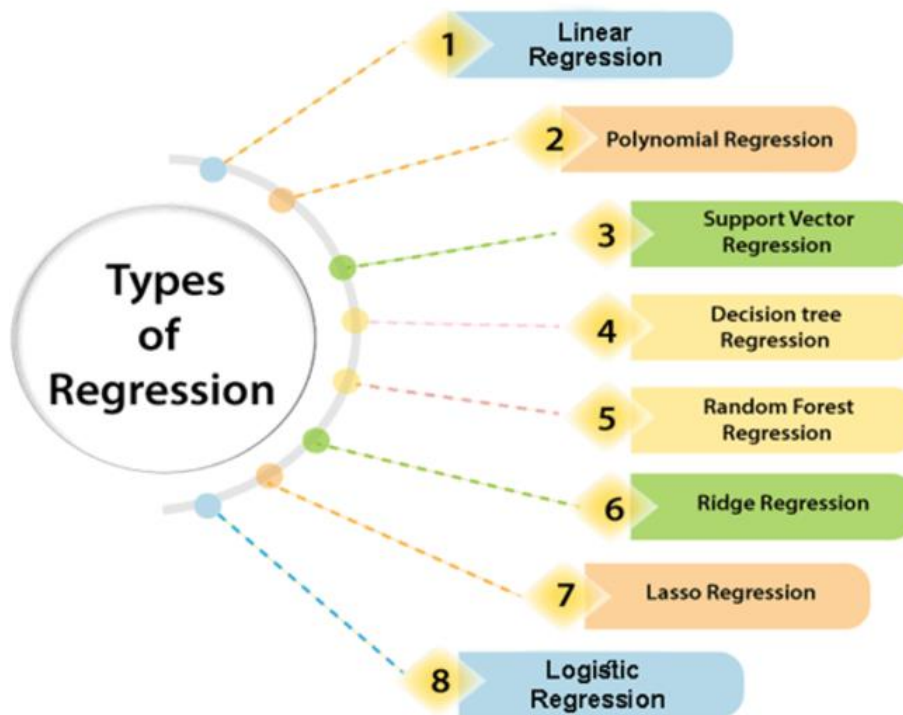 Types
of
Regression
1
Linear
Regression
2
Polynomial Regression
3
Support Vector
Regression
4
Decision tree
Regression
5
Random Forest
Regression
6
Ridge Regression
7
Lasso Regression
8
Logistic
Regression